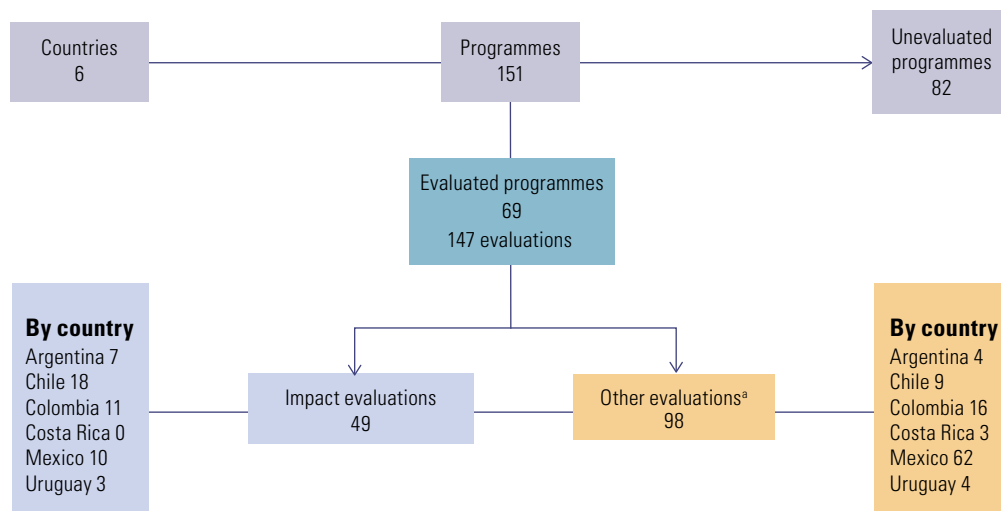 Countries
6
Programmes
151
Unevaluated
programmes
82
Evaluated programmes
69
147 evaluations
By country
Argentina 7
Chile 18
Colombia 11
Costa Rica 0
Mexico 10
Uruguay 3
Impact evaluations
49
Other evaluationsᵃ
98
By country
Argentina 4
Chile 9
Colombia 16
Costa Rica 3
Mexico 62
Uruguay 4